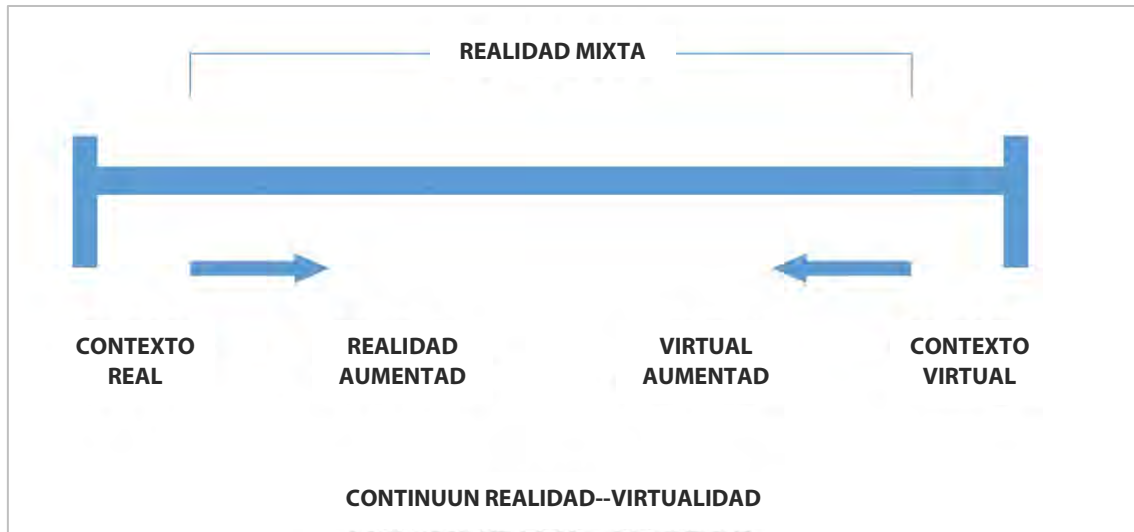 REALIDAD MIXTA
CONTEXTO
REAL
REALIDAD
AUMENTAD
VIRTUAL
AUMENTAD
CONTEXTO
VIRTUAL
CONTINUUN REALIDAD--VIRTUALIDAD